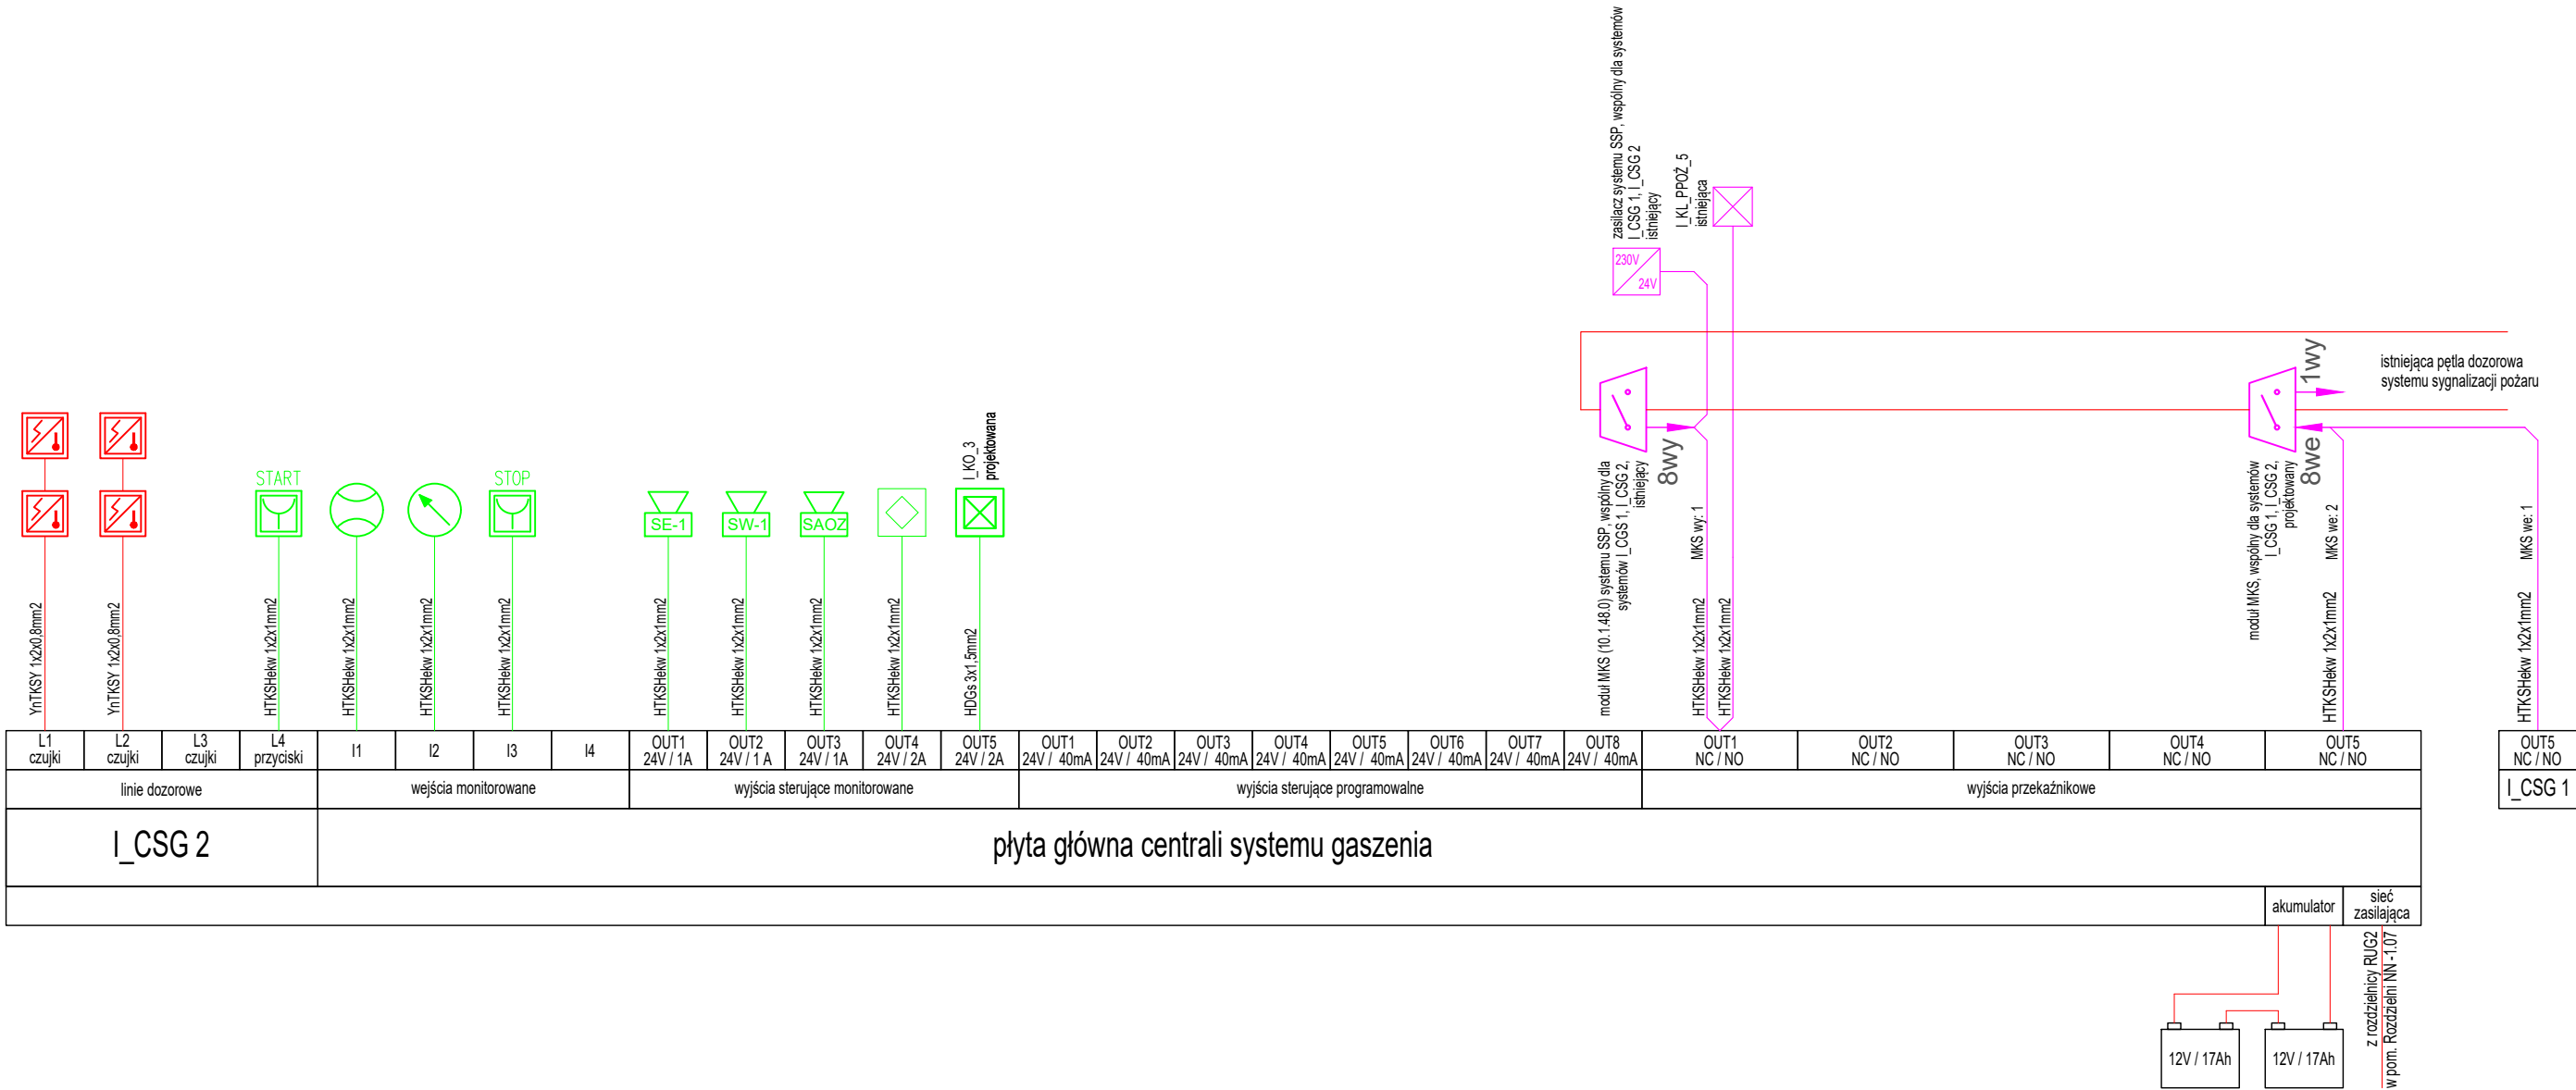 zasilacz systemu SSP, wspólny dla systemów
I_CSG 1, I_CSG 2
istniejący
I_KL_PPOŻ_5
istniejąca
230V
24V
istniejąca pętla dozorowa
systemu sygnalizacji pożaru
1wy
8we
8wy
moduł MKS (10.1.48.0) systemu SSP, wspólny dla
systemów I_CGS 1, I_CSG 2,
istniejący
moduł MKS, wspólny dla systemów
I_CSG 1, I_CSG 2,
projektowany
MKS wy: 1
MKS we: 2
MKS we: 1
I_KO_3
projektowana
START
STOP
SE-1
SW-1
SAOZ
YnTKSY 1x2x0,8mm2
YnTKSY 1x2x0,8mm2
HTKSHekw 1x2x1mm2
HTKSHekw 1x2x1mm2
HTKSHekw 1x2x1mm2
HTKSHekw 1x2x1mm2
HTKSHekw 1x2x1mm2
HTKSHekw 1x2x1mm2
HTKSHekw 1x2x1mm2
HTKSHekw 1x2x1mm2
HDGs 3x1,5mm2
HTKSHekw 1x2x1mm2
HTKSHekw 1x2x1mm2
HTKSHekw 1x2x1mm2
HTKSHekw 1x2x1mm2
L1
czujki
L2
czujki
L3
czujki
L4
przyciski
I1
I2
I3
I4
OUT1
24V / 1A
OUT2
24V / 1 A
OUT3
24V / 1A
OUT4
24V / 2A
OUT5
24V / 2A
OUT1
24V / 40mA
OUT2
24V / 40mA
OUT3
24V / 40mA
OUT4
24V / 40mA
OUT5
24V / 40mA
OUT6
24V / 40mA
OUT7
24V / 40mA
OUT8
24V / 40mA
OUT1
NC / NO
OUT2
NC / NO
OUT3
NC / NO
OUT4
NC / NO
OUT5
NC / NO
OUT5
NC / NO
linie dozorowe
wejścia monitorowane
wyjścia sterujące monitorowane
wyjścia sterujące programowalne
wyjścia przekaźnikowe
I_CSG 1
I_CSG 2
płyta główna centrali systemu gaszenia
akumulator
sieć
zasilająca
z rozdzielnicy RUG2
w pom. Rozdzielni NN -1.07
12V / 17Ah
12V / 17Ah